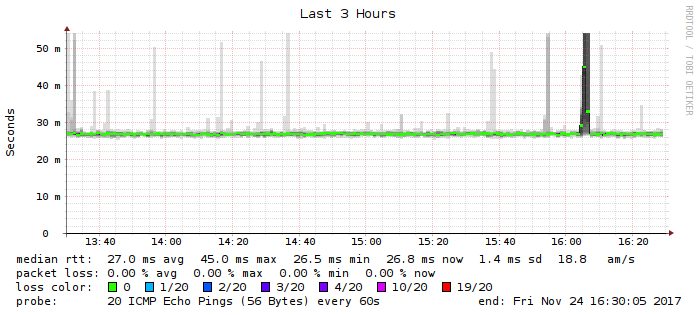 Last 3 Hours
RRDTOOL / TOBI OETIKER
Seconds
50 m
40 m
30 m
20 m
10 m
0
13:40 14:00 14:20 14:40 15:00 15:20 15:40 16:00 16:20
median rtt: 27.0 ms avg 45.0 ms max 26.5 ms min 26.8 ms now 1.4 ms sd 18.8 am/s
packet loss: 0.00 % avg 0.00 % max 0.00 % min 0.00 % now
loss color: 0 1/20 2/20 3/20 4/20 10/20 19/20
probe: 20 ICMP Echo Pings (56 Bytes) every 60s end: Fri Nov 24 16:30:05 2017